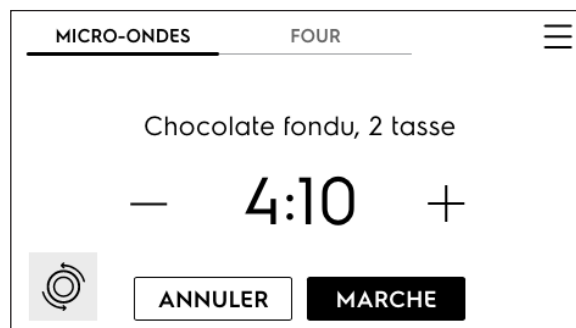 MICRO-ONDES FOUR
Chocolate fondu, 2 tasse
4:10
ANNULER MARCHE